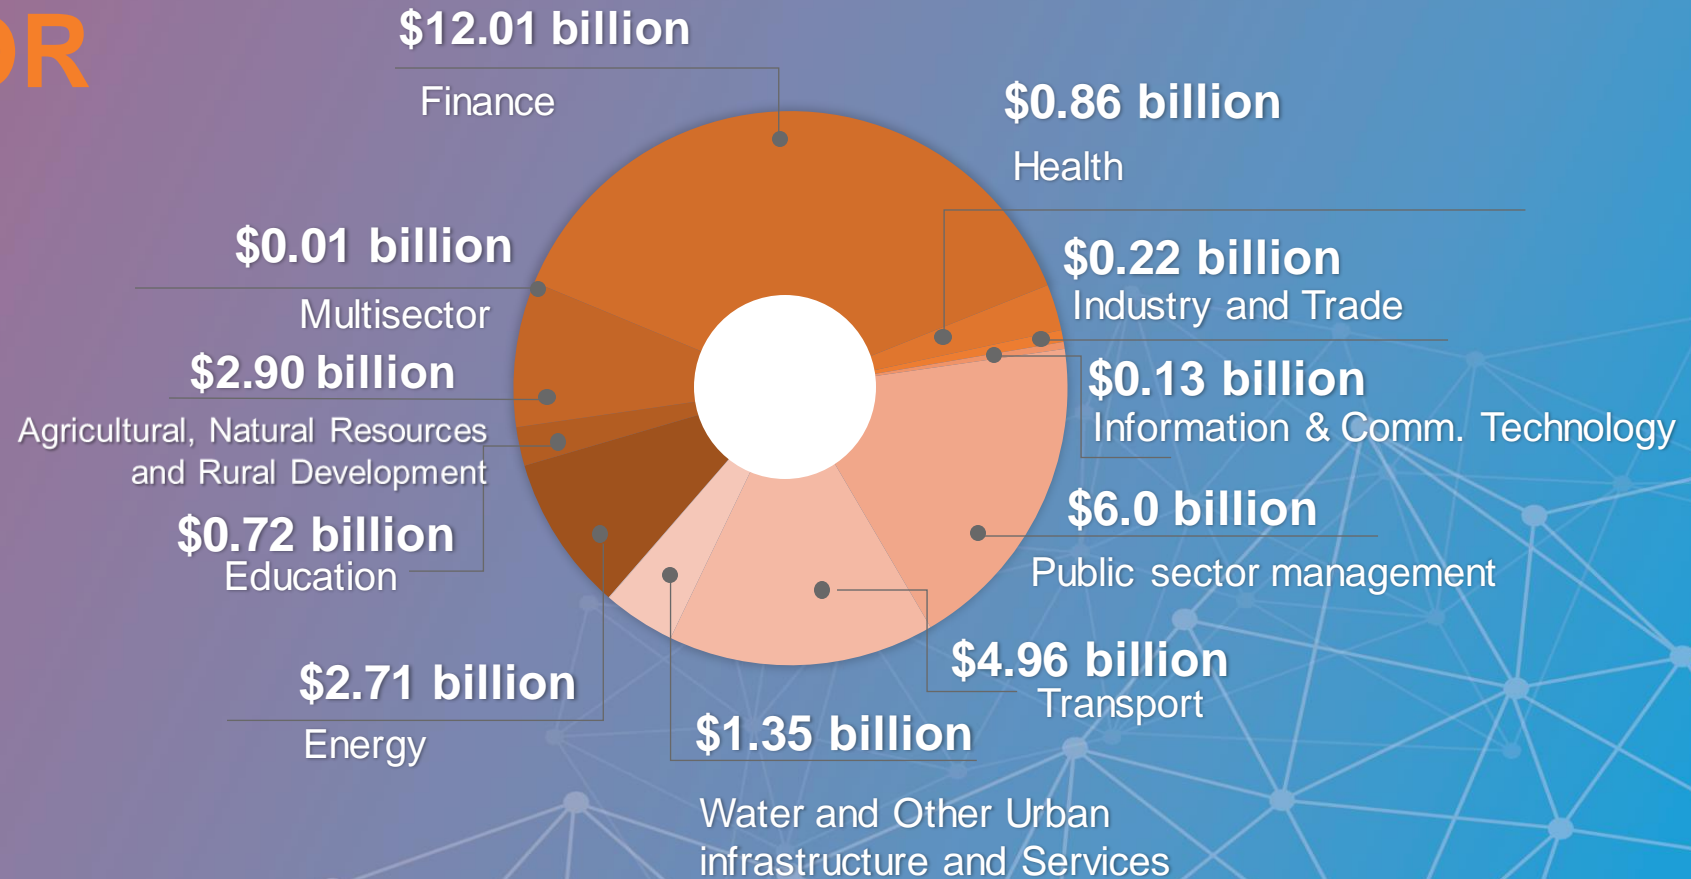 OR
$12.01 billion
Finance
$0.86 billion
Health
$0.22 billion
Industry and Trade
$0.13 billion
Information & Comm. Technology
$6.0 billion
Public sector management
$4.96 billion
Transport
$1.35 billion
Water and Other Urban
infrastructure and Services
$2.71 billion
Energy
$0.72 billion
Education
$2.90 billion
Agricultural, Natural Resources
and Rural Development
$0.01 billion
Multisector